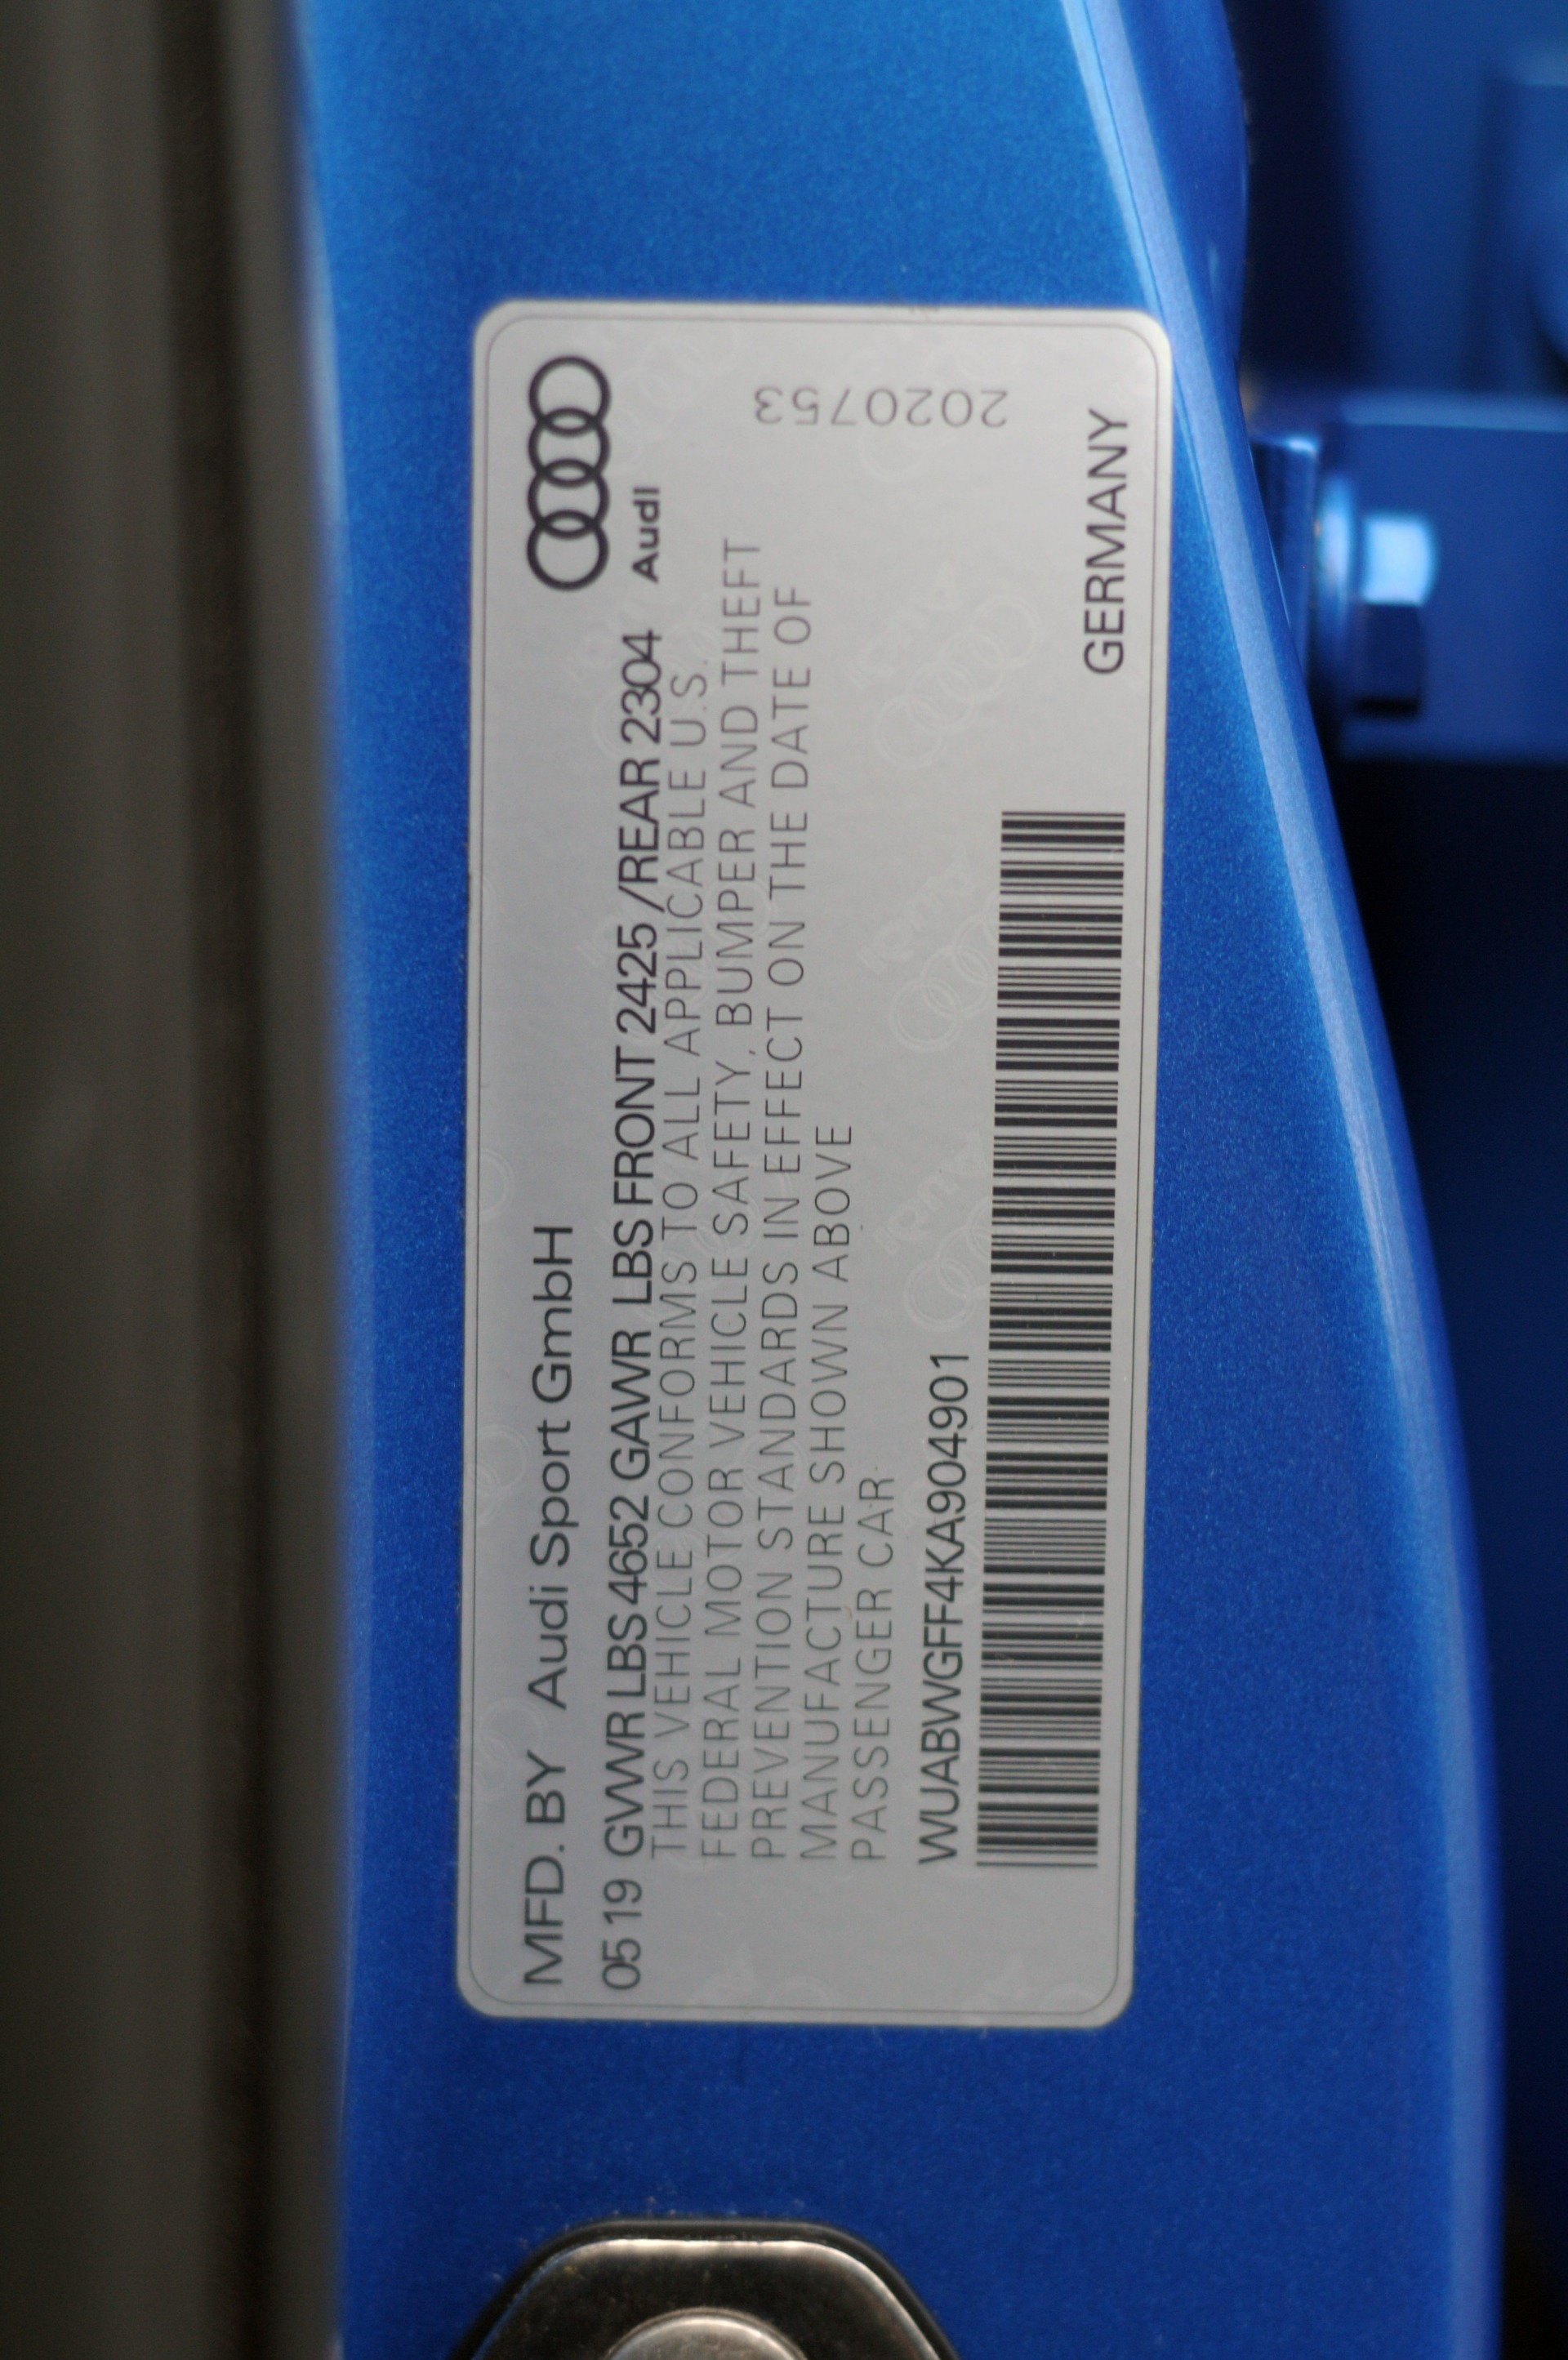 MFD. BY Audi Sport GmbH
05 19 GVWR LBS 4652 GAWR LBS FRONT 2425 /REAR 2304
Audi
THIS VEHICLE CONFORMS TO ALL APPLICABLE U.S.
FEDERAL MOTOR VEHICLE SAFETY, BUMPER AND THEFT
PREVENTION STANDARDS IN EFFECT ON THE DATE OF
MANUFACTURE SHOWN ABOVE
PASSENGER CAR
2020753
WUABWGFF4KA904901
GERMANY